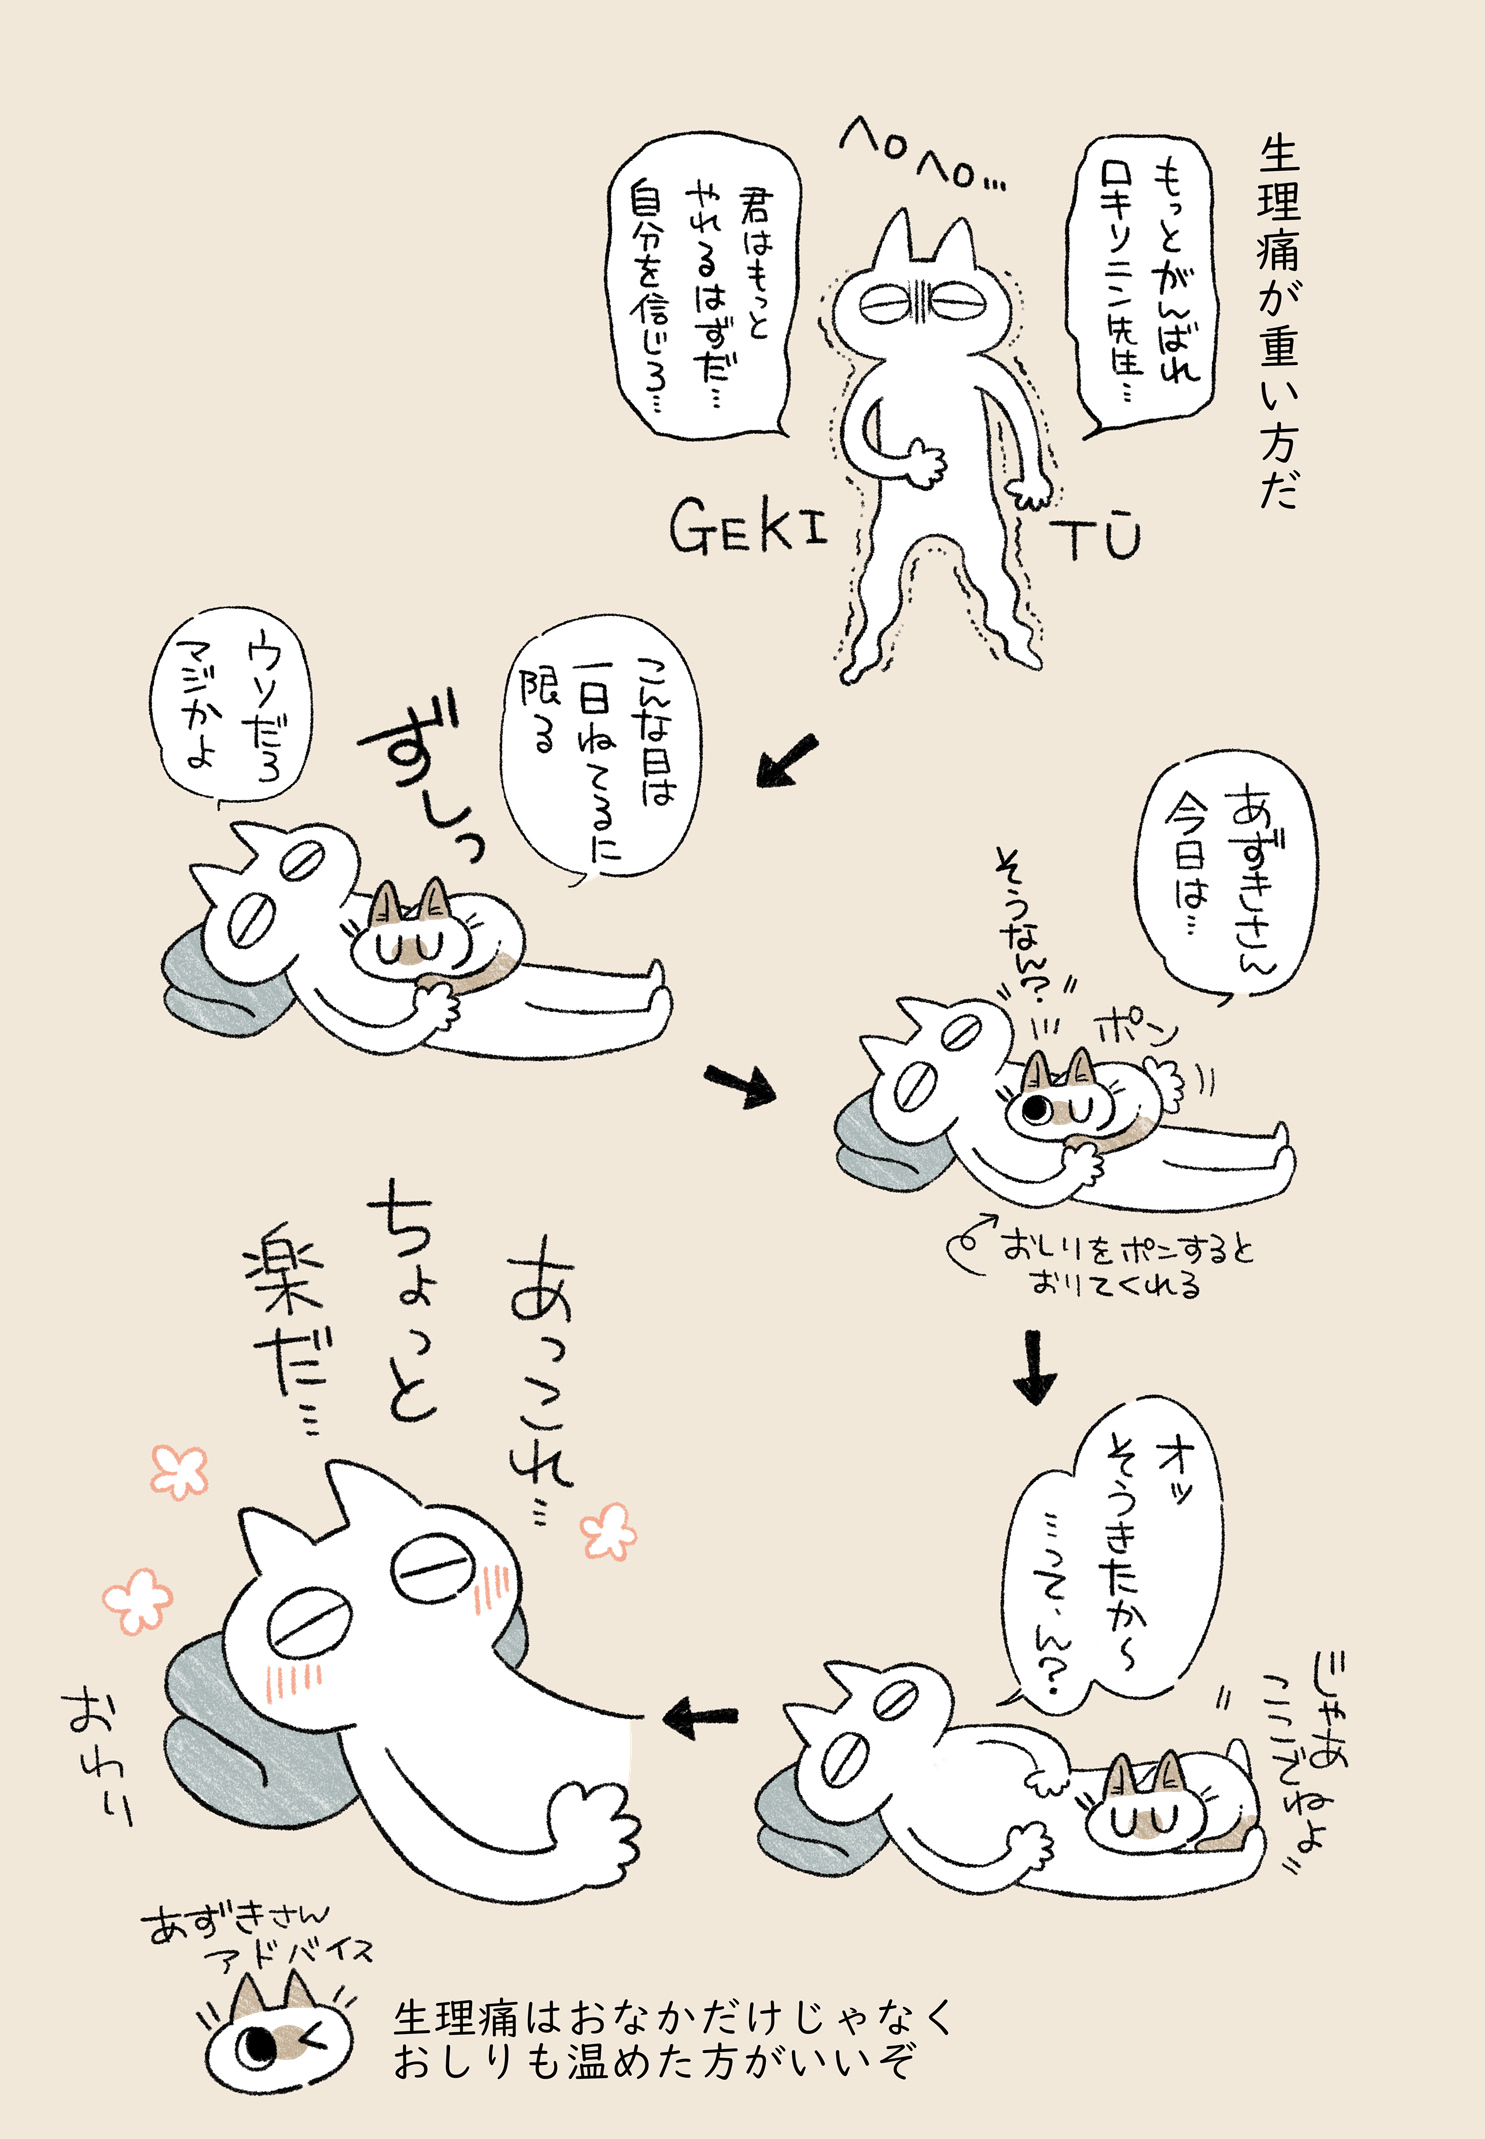 生理痛が重い方だ
もっとがんばれ
ロキソニン先生…
ヘロヘロ…
君はもっと
やれるはずだ…
自分を信じろ…
GEKI TŪ
こんな日は
一日ねてるに
限る
ずしっ
ウソだろ
マジかよ
あずきさん
今日は…
そうなん?
ポン
おしりをポンすると
おりてくれる
オッ
そうきたか〜
…って、ん?
じゃあ
ここでねよ
あっこれ…
ちょっと
楽だ…
おわり
あずきさん
アドバイス
生理痛はおなかだけじゃなく
おしりも温めた方がいいぞ